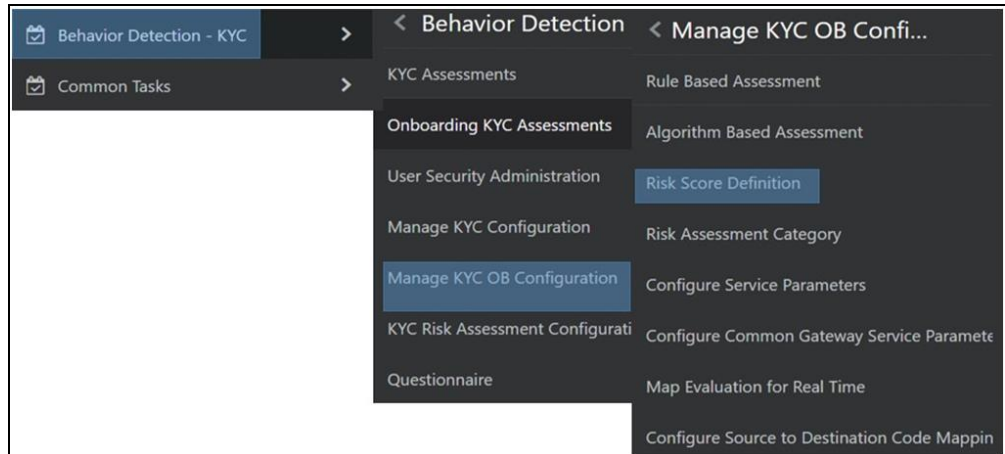 Behavior Detection - KYC
Common Tasks
Behavior Detection
KYC Assessments
Onboarding KYC Assessments
User Security Administration
Manage KYC Configuration
Manage KYC OB Configuration
KYC Risk Assessment Configurati
Questionnaire
Manage KYC OB Confi...
Rule Based Assessment
Algorithm Based Assessment
Risk Score Definition
Risk Assessment Category
Configure Service Parameters
Configure Common Gateway Service Paramete
Map Evaluation for Real Time
Configure Source to Destination Code Mappin